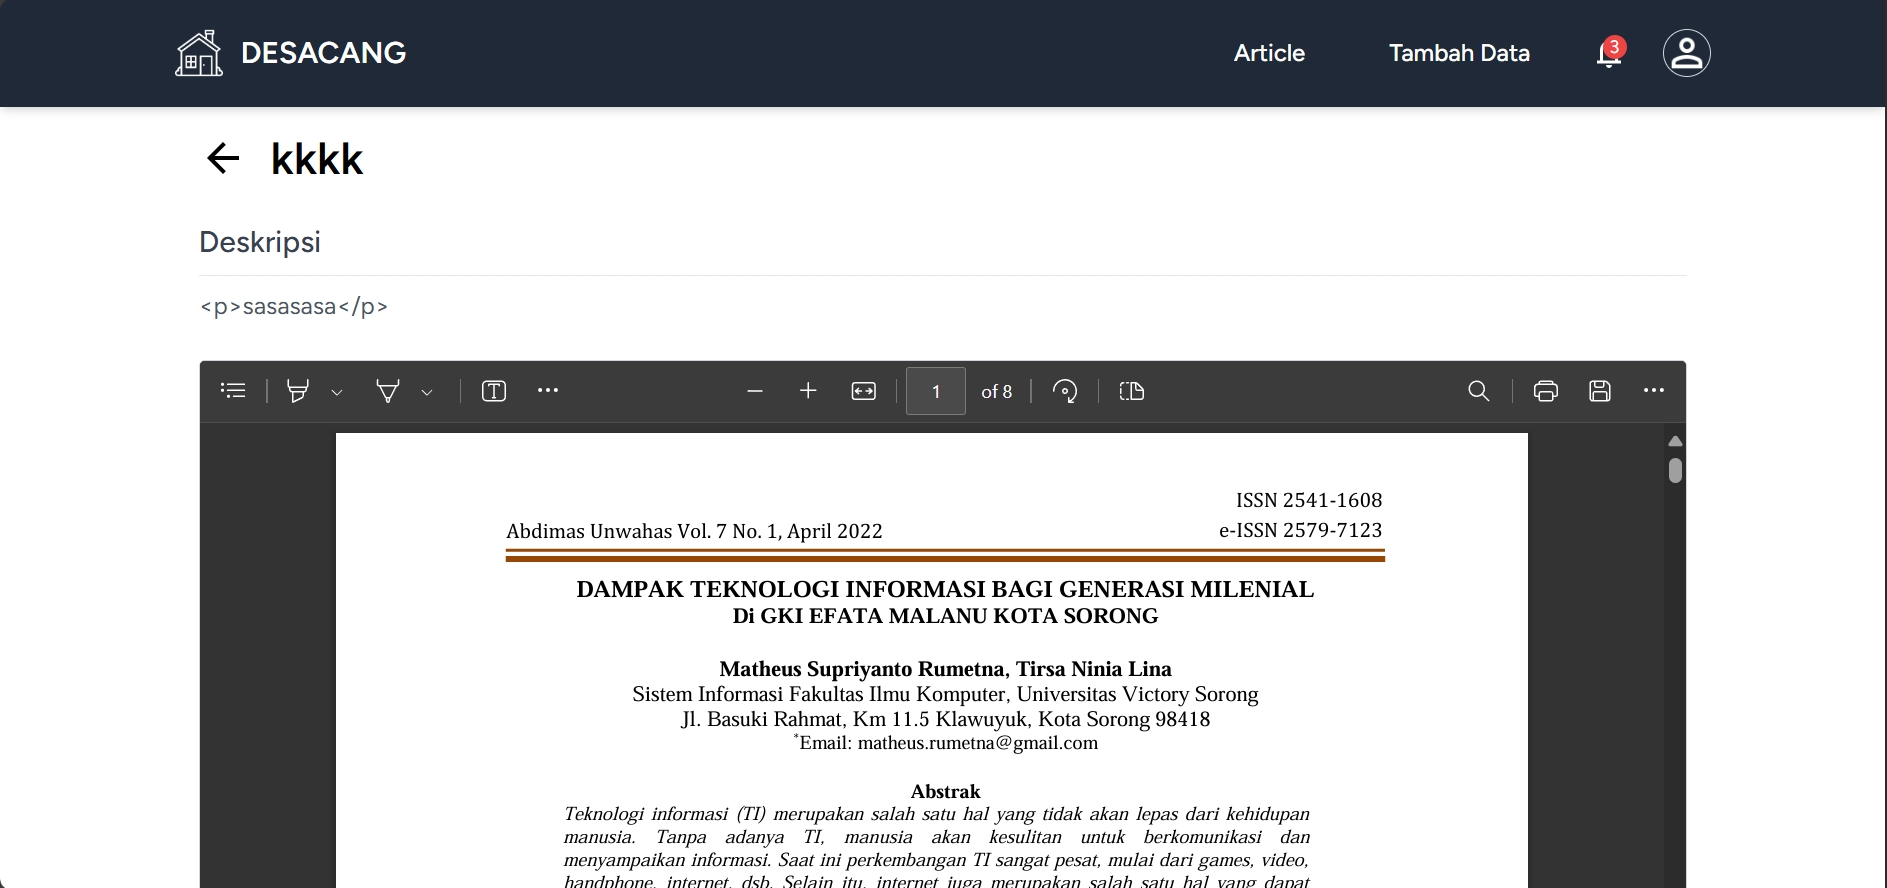 DESACANG
Article
Tambah Data
3
kkkk
Deskripsi
<p>sasasasa</p>
1 of 8
ISSN 2541-1608
Abdimas Unwahas Vol. 7 No. 1, April 2022
e-ISSN 2579-7123
DAMPAK TEKNOLOGI INFORMASI BAGI GENERASI MILENIAL
Di GKI EFATA MALANU KOTA SORONG
Matheus Supriyanto Rumetna, Tirsa Ninia Lina
Sistem Informasi Fakultas Ilmu Komputer, Universitas Victory Sorong
Jl. Basuki Rahmat, Km 11.5 Klawuyuk, Kota Sorong 98418
*Email: matheus.rumetna@gmail.com
Abstrak
Teknologi informasi (TI) merupakan salah satu hal yang tidak akan lepas dari kehidupan
manusia. Tanpa adanya TI, manusia akan kesulitan untuk berkomunikasi dan
menyampaikan informasi. Saat ini perkembangan TI sangat pesat, mulai dari games, video,
handphone, internet, dsb. Selain itu, internet juga merupakan salah satu hal yang dapat